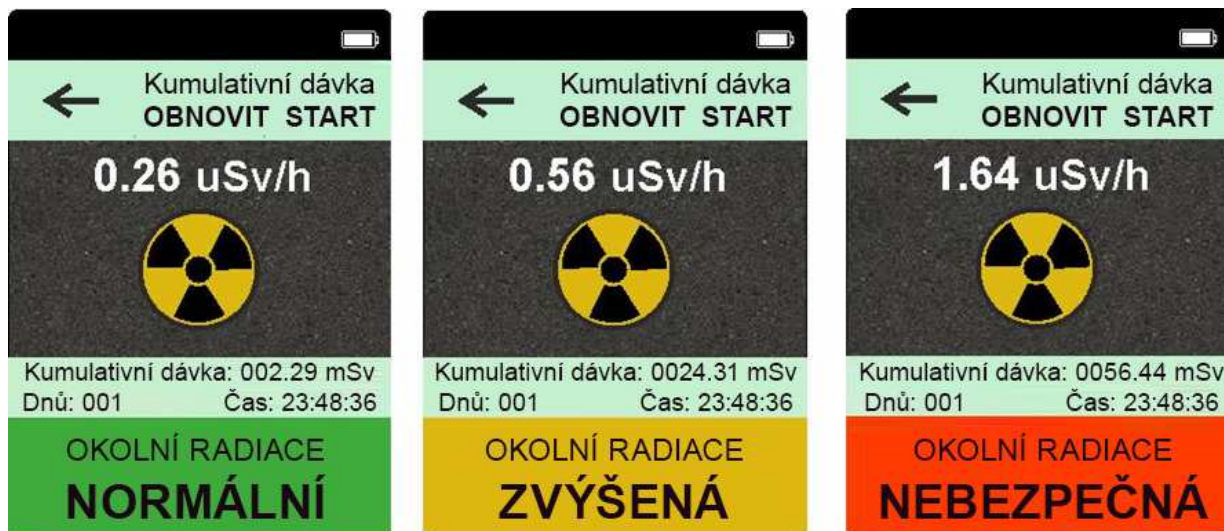 Kumulativní dávka
OBNOVIT START
0.26 uSv/h
Kumulativní dávka: 002.29 mSv
Dnů: 001 Čas: 23:48:36
OKOLNÍ RADIACE
NORMÁLNÍ
Kumulativní dávka
OBNOVIT START
0.56 uSv/h
Kumulativní dávka: 0024.31 mSv
Dnů: 001 Čas: 23:48:36
OKOLNÍ RADIACE
ZVÝŠENÁ
Kumulativní dávka
OBNOVIT START
1.64 uSv/h
Kumulativní dávka: 0056.44 mSv
Dnů: 001 Čas: 23:48:36
OKOLNÍ RADIACE
NEBEZPEČNÁ